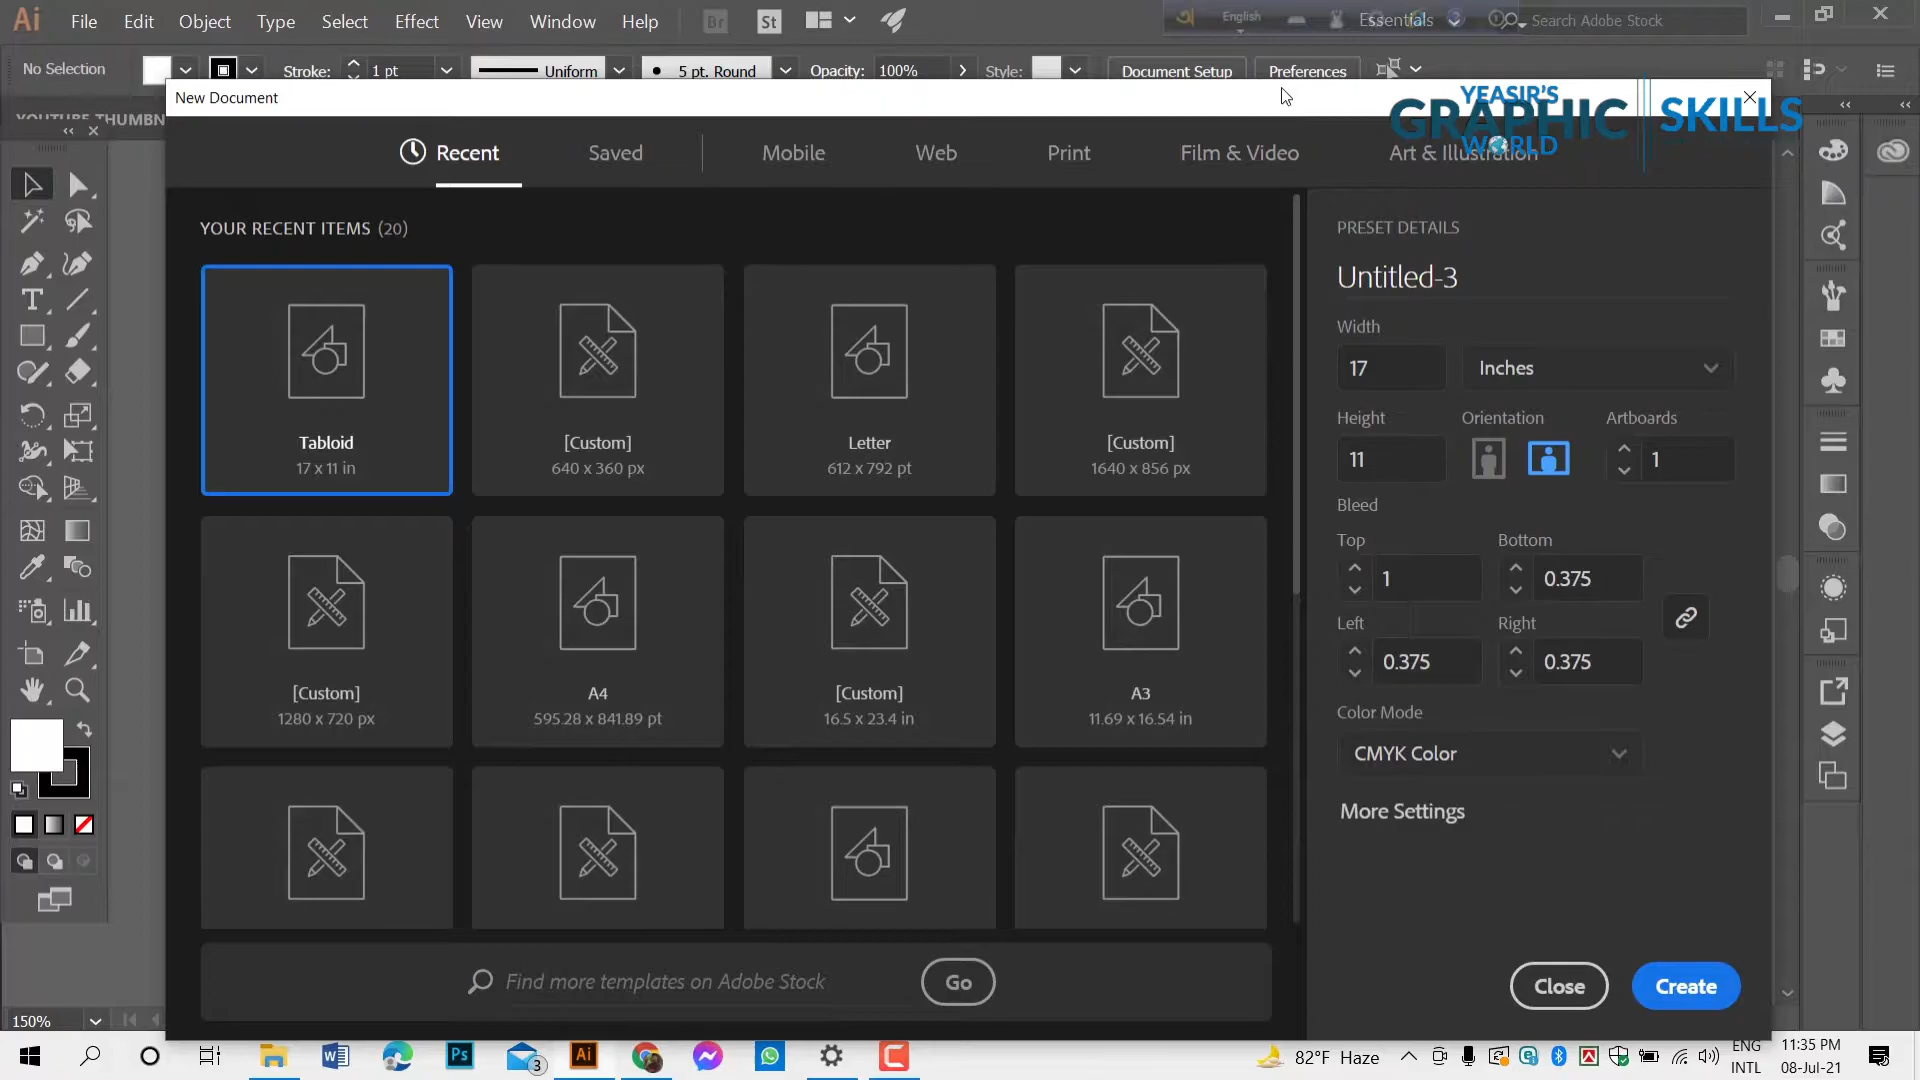 Ai File Edit Object Type Select Effect View Window Help Br St English Essentials Search Adobe Stock
No Selection Stroke: 1 pt Uniform 5 pt. Round Opacity: 100% Style: Document Setup Preferences
New Document
YEASIR'S
GRAPHIC
WORLD
SKILLS
Recent Saved Mobile Web Print Film & Video Art & Illustration
YOUR RECENT ITEMS (20)
Tabloid
17 x 11 in
[Custom]
640 x 360 px
Letter
612 x 792 pt
[Custom]
1640 x 856 px
[Custom]
1280 x 720 px
A4
595.28 x 841.89 pt
[Custom]
16.5 x 23.4 in
A3
11.69 x 16.54 in
Find more templates on Adobe Stock Go
PRESET DETAILS
Untitled-3
Width
17 Inches
Height Orientation Artboards
11 1
Bleed
Top Bottom
1 0.375
Left Right
0.375 0.375
Color Mode
CMYK Color
More Settings
Close Create
150%
Ps 3 Ai 82°F Haze ENG
INTL
11:35 PM
08-Jul-21